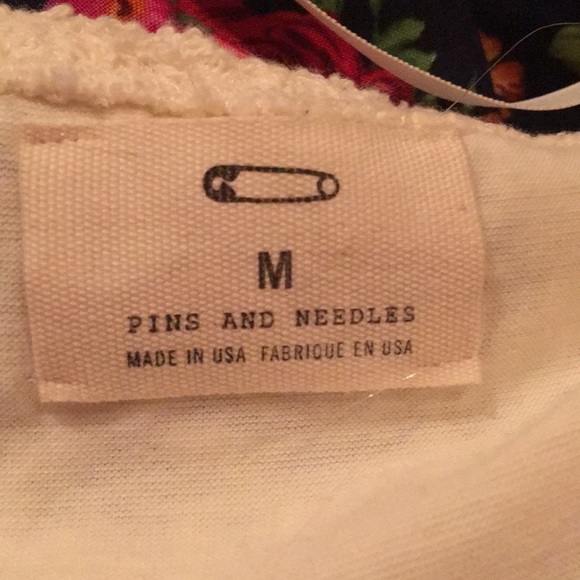 M
PINS AND NEEDLES
MADE IN USA FABRIQUE EN USA